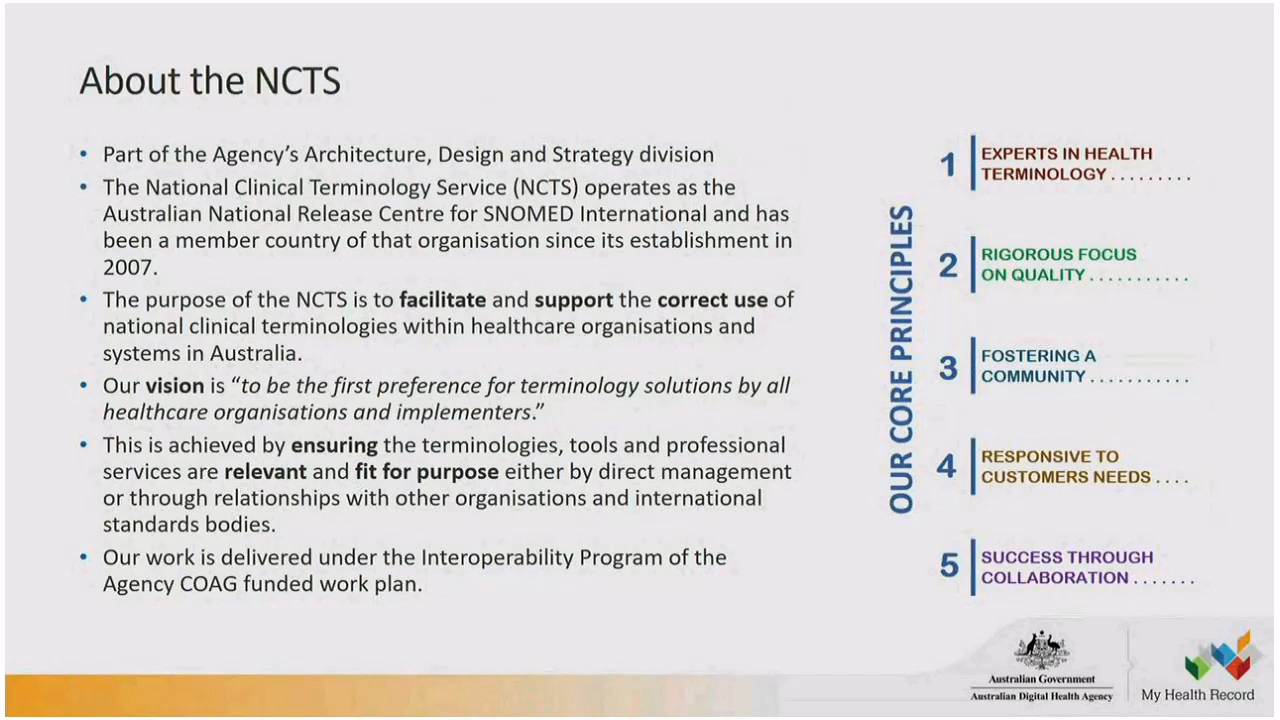 About the NCTS
• Part of the Agency's Architecture, Design and Strategy division
• The National Clinical Terminology Service (NCTS) operates as the
Australian National Release Centre for SNOMED International and has
been a member country of that organisation since its establishment in
2007.
• The purpose of the NCTS is to facilitate and support the correct use of
national clinical terminologies within healthcare organisations and
systems in Australia.
• Our vision is “to be the first preference for terminology solutions by all
healthcare organisations and implementers.”
• This is achieved by ensuring the terminologies, tools and professional
services are relevant and fit for purpose either by direct management
or through relationships with other organisations and international
standards bodies.
• Our work is delivered under the Interoperability Program of the
Agency COAG funded work plan.
OUR CORE PRINCIPLES
1 EXPERTS IN HEALTH
TERMINOLOGY . . . . . . . . .
2 RIGOROUS FOCUS
ON QUALITY . . . . . . . . . . .
3 FOSTERING A
COMMUNITY . . . . . . . . . . .
4 RESPONSIVE TO
CUSTOMERS NEEDS . . . .
5 SUCCESS THROUGH
COLLABORATION . . . . . . .
Australian Government
Australian Digital Health Agency
My Health Record